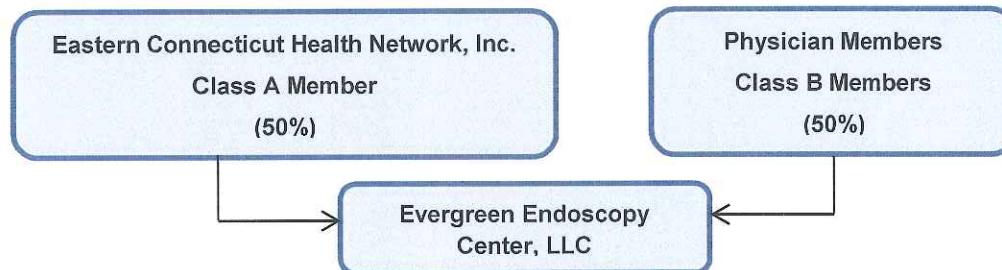 Eastern Connecticut Health Network, Inc.
Class A Member
(50%)
Physician Members
Class B Members
(50%)
Evergreen Endoscopy
Center, LLC